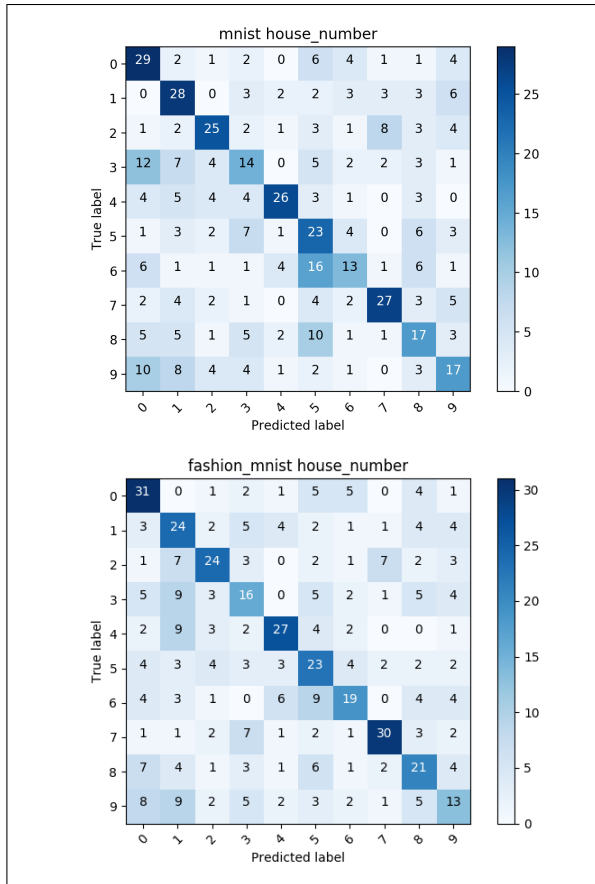 mnist house_number
0 29 2 1 2 0 6 4 1 1 4
1 0 28 0 3 2 2 3 3 3 6
2 1 2 25 2 1 3 1 8 3 4
3 12 7 4 14 0 5 2 2 3 1
4 4 5 4 4 26 3 1 0 3 0
5 1 3 2 7 1 23 4 0 6 3
6 6 1 1 1 4 16 13 1 6 1
7 2 4 2 1 0 4 2 27 3 5
8 5 5 1 5 2 10 1 1 17 3
9 10 8 4 4 1 2 1 0 3 17
True label
0 1 2 3 4 5 6 7 8 9
Predicted label
25
20
15
10
5
0
fashion_mnist house_number
0 31 0 1 2 1 5 5 0 4 1
1 3 24 2 5 4 2 1 1 4 4
2 1 7 24 3 0 2 1 7 2 3
3 5 9 3 16 0 5 2 1 5 4
4 2 9 3 2 27 4 2 0 0 1
5 4 3 4 3 3 23 4 2 2 2
6 4 3 1 0 6 9 19 0 4 4
7 1 1 2 7 1 2 1 30 3 2
8 7 4 1 3 1 6 1 2 21 4
9 8 9 2 5 2 3 2 1 5 13
True label
0 1 2 3 4 5 6 7 8 9
Predicted label
30
25
20
15
10
5
0